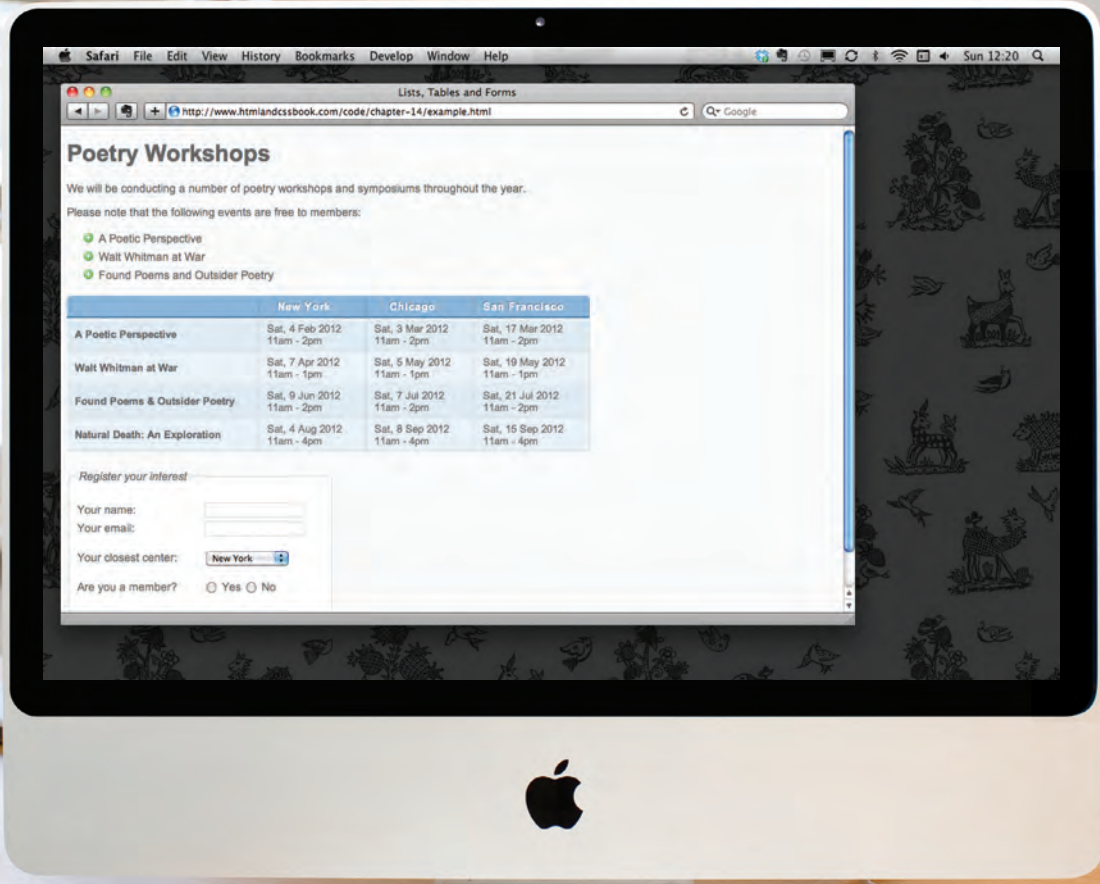 Safari File Edit View History Bookmarks Develop Window Help Sun 12:20
Lists, Tables and Forms
http://www.htmlandcssbook.com/code/chapter-14/example.html Google
Poetry Workshops
We will be conducting a number of poetry workshops and symposiums throughout the year.
Please note that the following events are free to members:
A Poetic Perspective
Walt Whitman at War
Found Poems and Outsider Poetry
New York Chicago San Francisco
A Poetic Perspective Sat, 4 Feb 2012 Sat, 3 Mar 2012 Sat, 17 Mar 2012
11am - 2pm 11am - 2pm 11am - 2pm
Walt Whitman at War Sat, 7 Apr 2012 Sat, 5 May 2012 Sat, 19 May 2012
11am - 1pm 11am - 1pm 11am - 1pm
Found Poems & Outsider Poetry Sat, 9 Jun 2012 Sat, 7 Jul 2012 Sat, 21 Jul 2012
11am - 2pm 11am - 2pm 11am - 2pm
Natural Death: An Exploration Sat, 4 Aug 2012 Sat, 8 Sep 2012 Sat, 15 Sep 2012
11am - 4pm 11am - 4pm 11am - 4pm
Register your interest
Your name:
Your email:
Your closest center: New York
Are you a member? Yes No